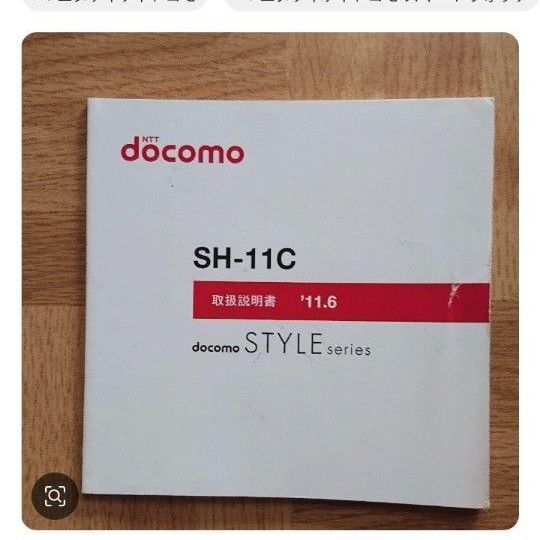 NTT
docomo
SH-11C
取扱説明書 '11.6
docomo STYLE series